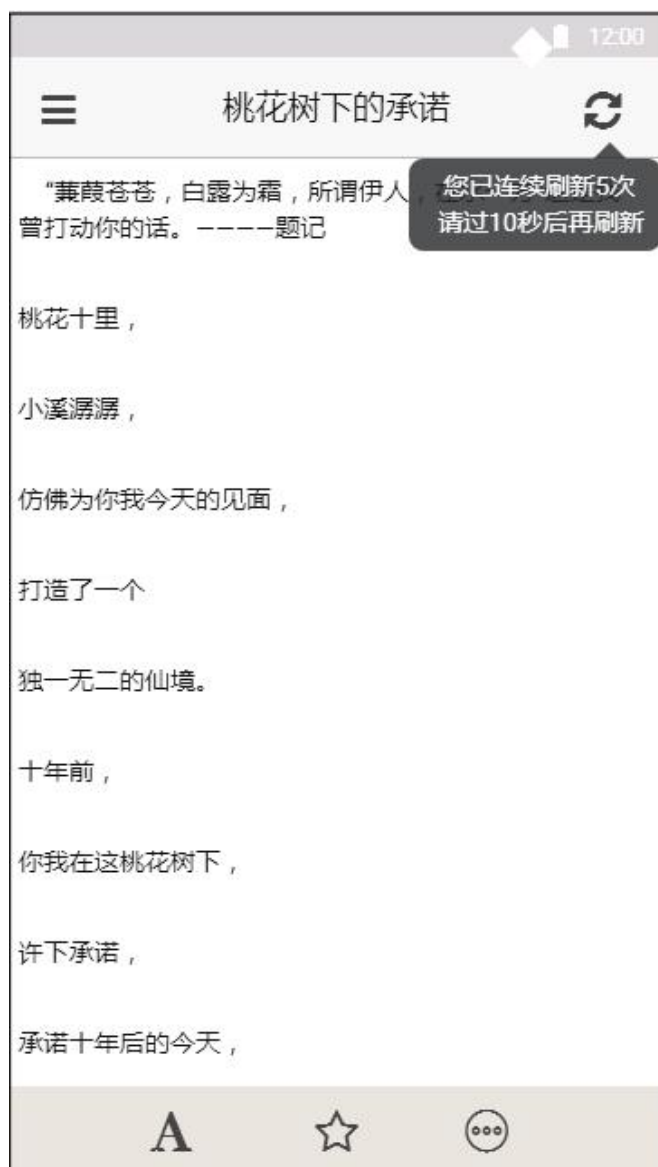 12:00
桃花树下的承诺
您已连续刷新5次
请过10秒后再刷新
“蒹葭苍苍，白露为霜，所谓伊人，
曾打动你的话。————题记
桃花十里，
小溪潺潺，
仿佛为你我今天的见面，
打造了一个
独一无二的仙境。
十年前，
你我在这桃花树下，
许下承诺，
承诺十年后的今天，
A